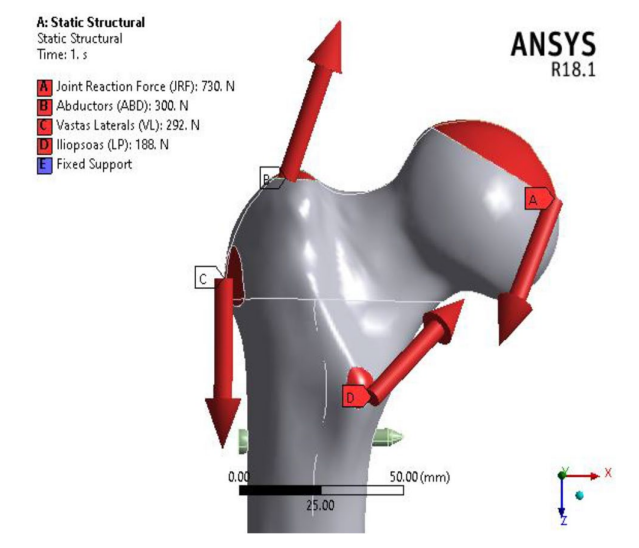 A: Static Structural
Static Structural
Time: 1. s
A Joint Reaction Force (JRF): 730. N
B Abductors (ABD): 300. N
C Vastas Laterals (VL): 292. N
D Iliopsoas (LP): 188. N
E Fixed Support
ANSYS
R18.1
B
A
C
D
0.00 50.00 (mm)
25.00
Y X
Z